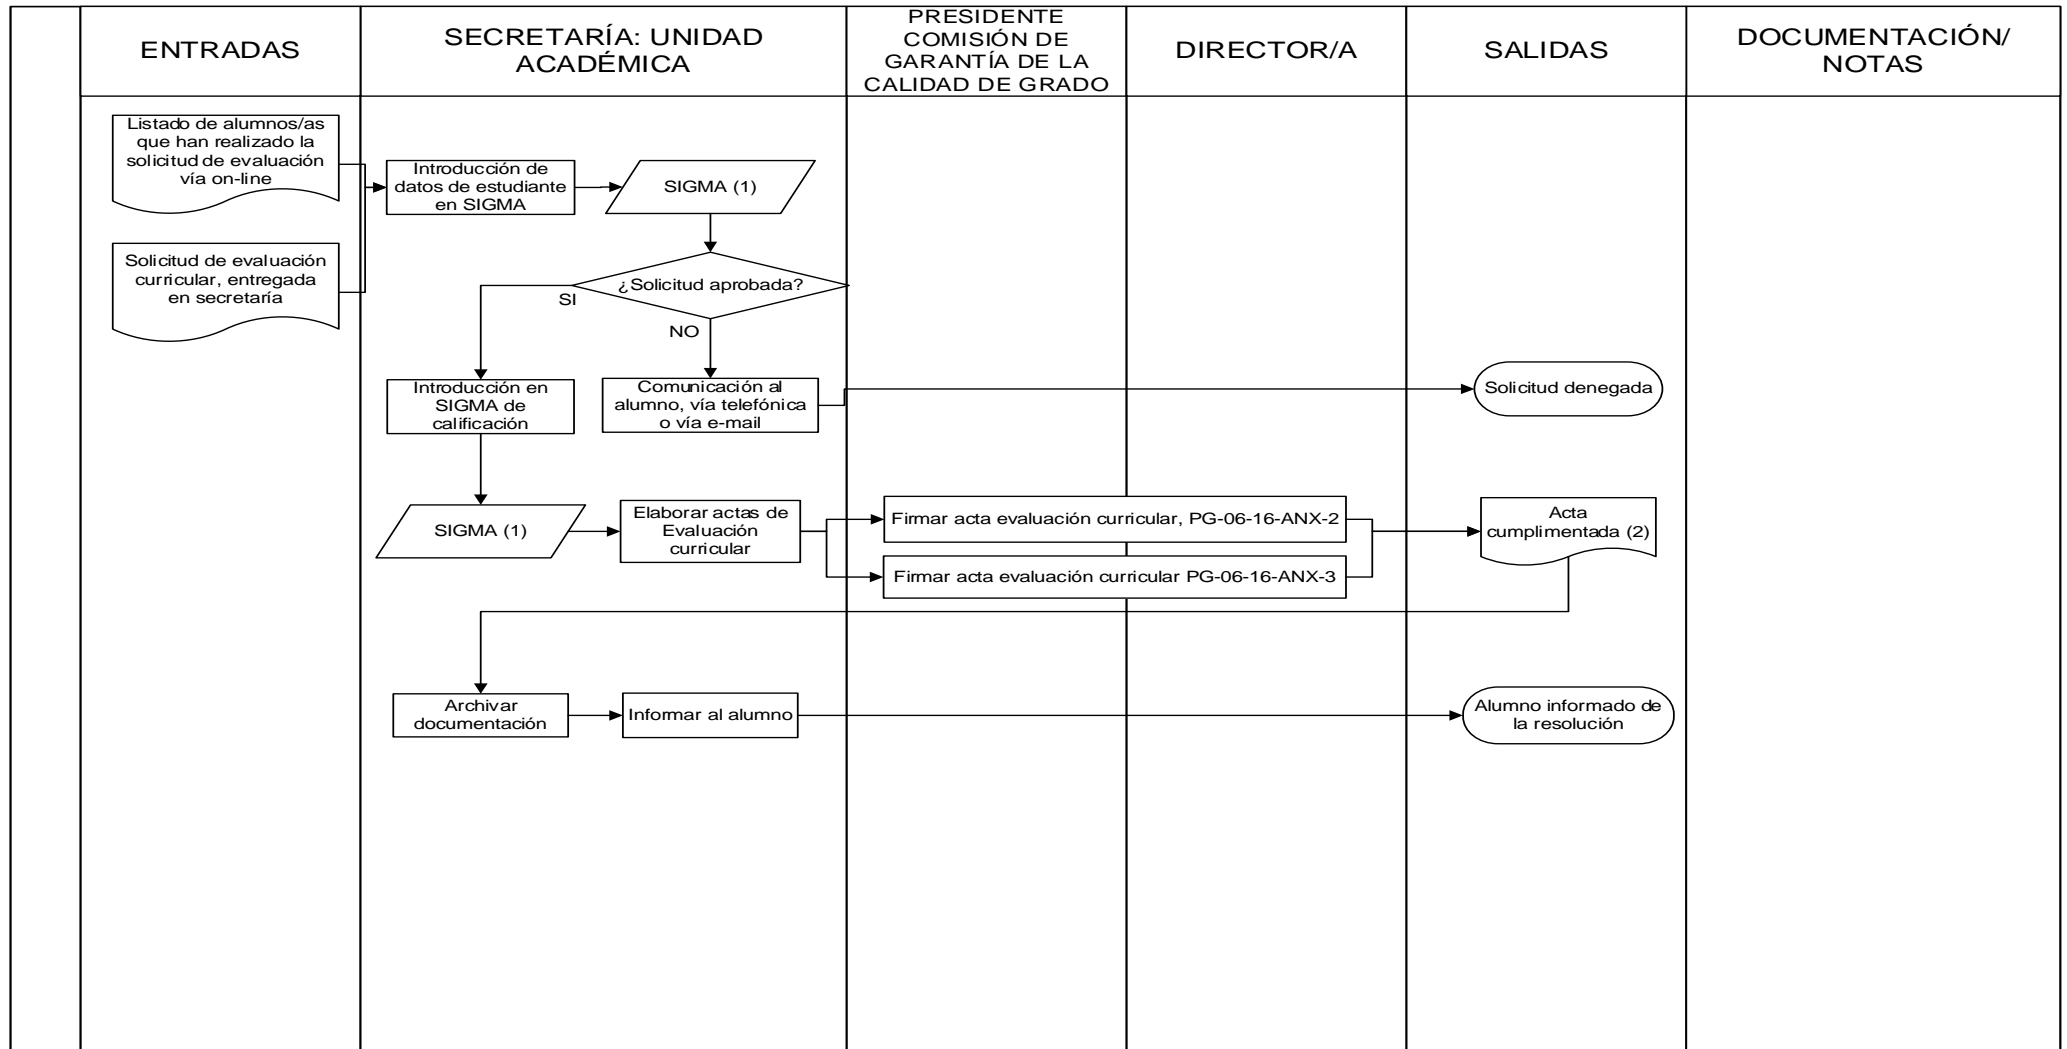 ENTRADAS
SECRETARÍA: UNIDAD
ACADÉMICA
PRESIDENTE
COMISIÓN DE
GARANTÍA DE LA
CALIDAD DE GRADO
DIRECTOR/A
SALIDAS
DOCUMENTACIÓN/
NOTAS
Listado de alumnos/as
que han realizado la
solicitud de evaluación
vía on-line
Introducción de
datos de estudiante
en SIGMA
SIGMA (1)
Solicitud de evaluación
curricular, entregada
en secretaría
¿Solicitud aprobada?
SI
NO
Introducción en
SIGMA de
calificación
Comunicación al
alumno, vía telefónica
o vía e-mail
Solicitud denegada
SIGMA (1)
Elaborar actas de
Evaluación
curricular
Firmar acta evaluación curricular, PG-06-16-ANX-2
Firmar acta evaluación curricular PG-06-16-ANX-3
Acta
cumplimentada (2)
Archivar
documentación
Informar al alumno
Alumno informado de
la resolución